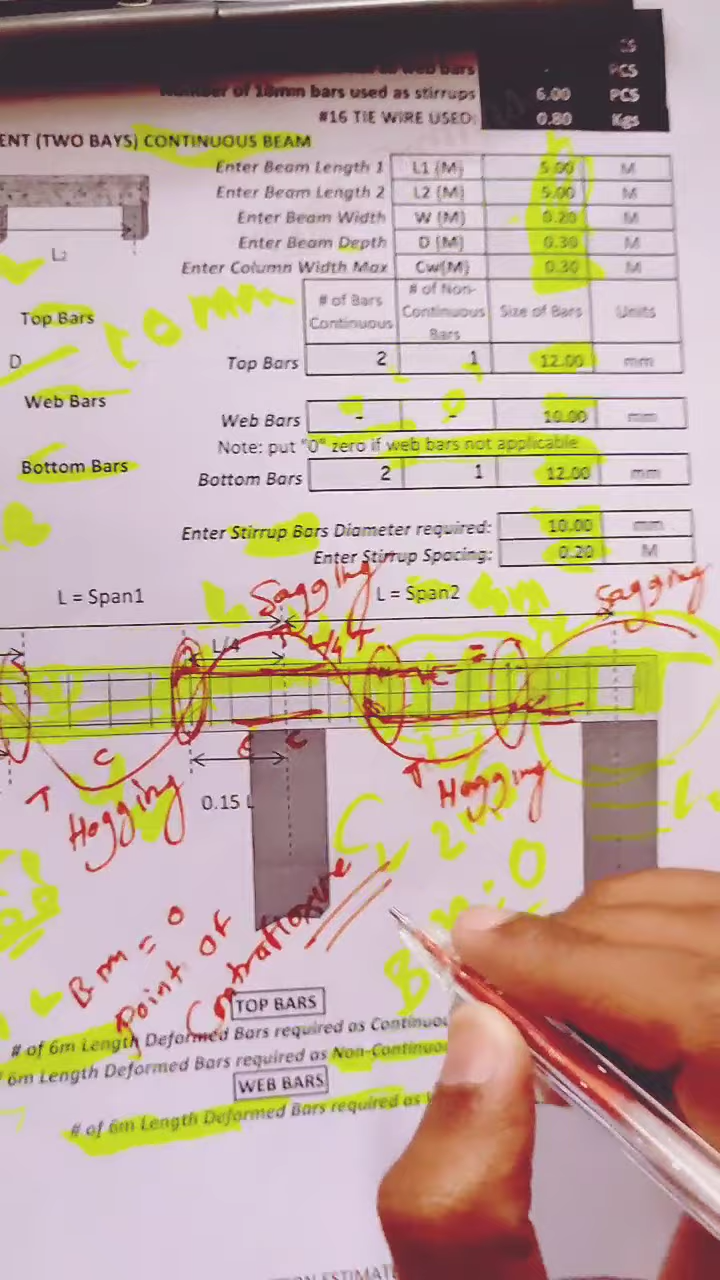 web bars - PCS
Number of 10mm bars used as stirrups 6.00 PCS
#16 TIE WIRE USED: 0.80 Kgs
ENT (TWO BAYS) CONTINUOUS BEAM
Enter Beam Length 1 L1 (M) 5.00 M
Enter Beam Length 2 L2 (M) 5.00 M
Enter Beam Width W (M) 0.20 M
Enter Beam Depth D (M) 0.30 M
Enter Column Width Max Cw(M) 0.30 M
L2
# of Bars Continuous # of Non-Continuous Bars Size of Bars Units
Top Bars 10mm
D
Top Bars 2 1 12.00 mm
Web Bars
Web Bars - - 10.00 mm
Note: put "0" zero if web bars not applicable
Bottom Bars
Bottom Bars 2 1 12.00 mm
Enter Stirrup Bars Diameter required: 10.00 mm
Enter Stirrup Spacing: 0.20 M
L = Span1 L = Span2
Sagging Sagging
L/4 L/4 T
C C
T T
Hogging Hogging
0.15 L
Bm = 0
Point of
TOP BARS
# of 6m Length Deformed Bars required as
6m Length Deformed Bars required as
WEB BARS
# of 6m Length Deformed Bars required as